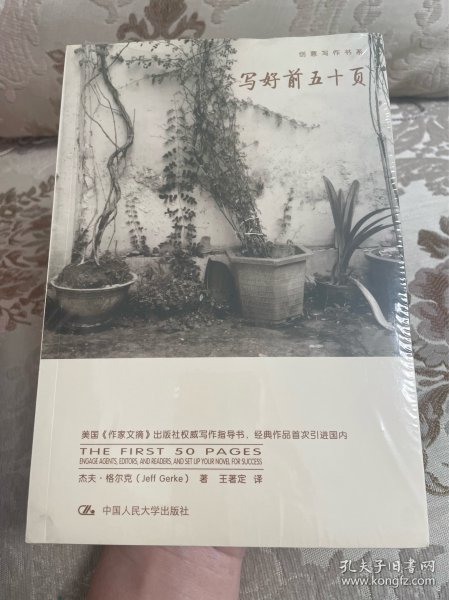 创意写作书系
写好前五十页
美国《作家文摘》出版社权威写作指导书，经典作品首次引进国内
THE FIRST 50 PAGES
ENGAGE AGENTS, EDITORS, AND READERS, AND SET UP YOUR NOVEL FOR SUCCESS
杰夫·格尔克（Jeff Gerke） 著 王著定 译
中国人民大学出版社
孔夫子旧书网
www.kongfz.com